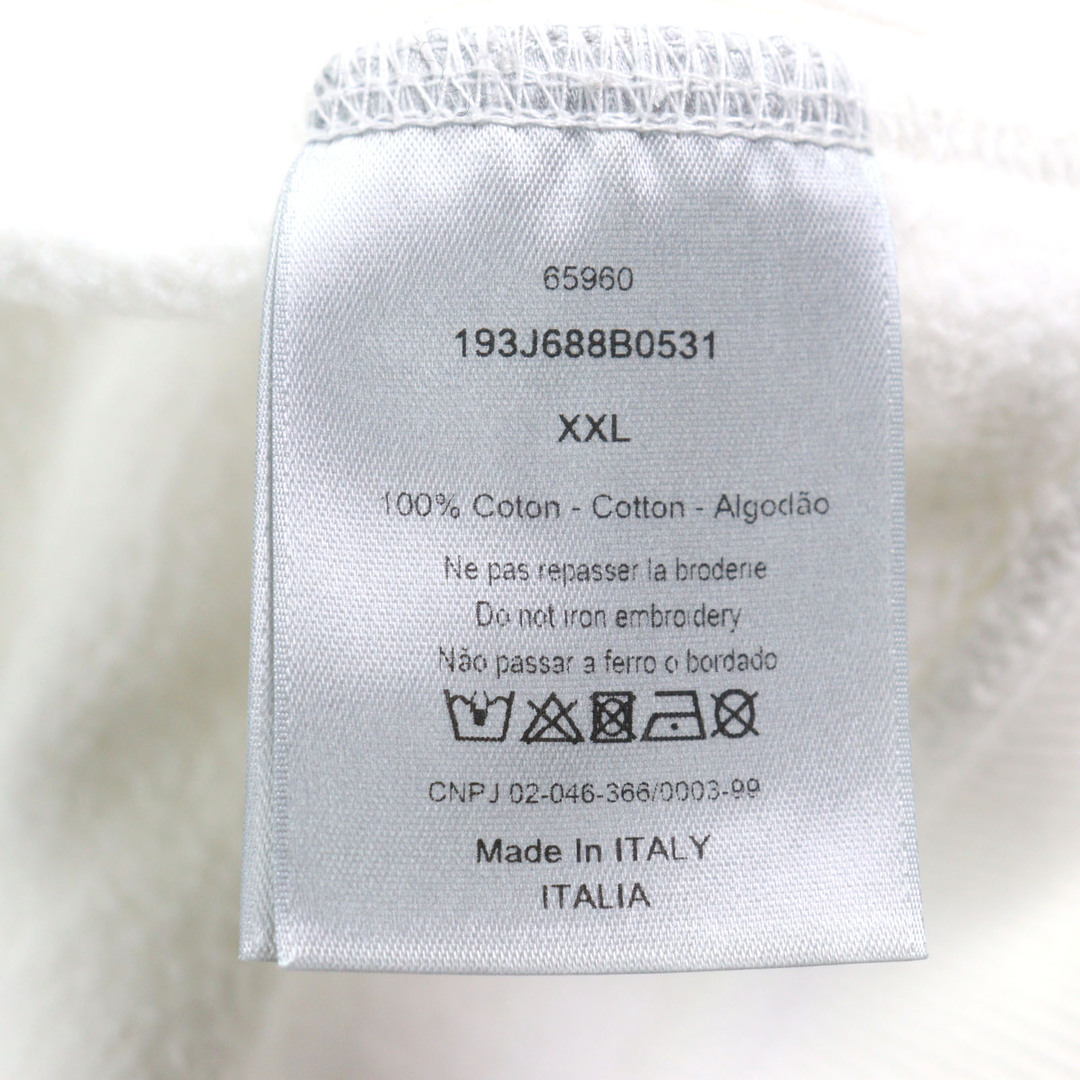 65960
193J688B0531
XXL
100% Coton - Cotton - Algodão
Ne pas repasser la broderie
Do not iron embroidery
Não passar a ferro o bordado
CNPJ 02-046-366/0003-99
Made In ITALY
ITALIA